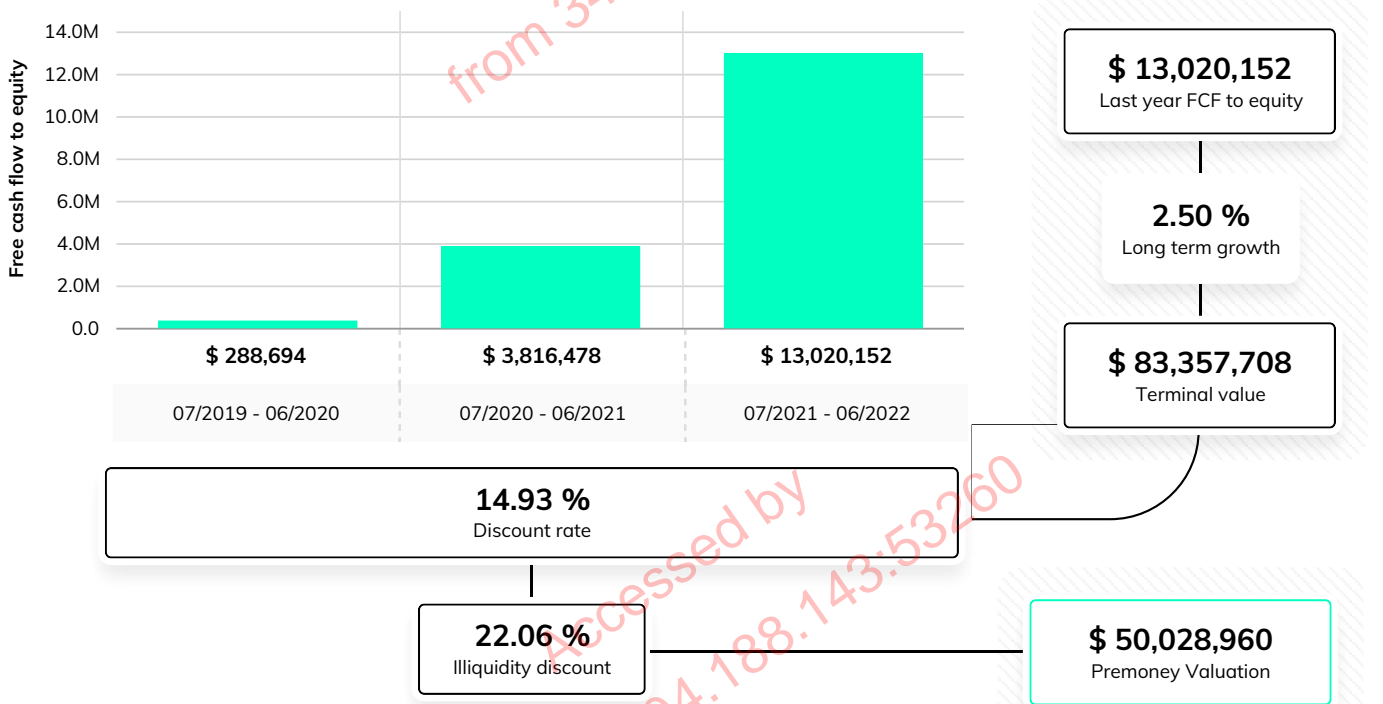 Free cash flow to equity
14.0M
12.0M
10.0M
8.0M
6.0M
4.0M
2.0M
0.0
$ 288,694
$ 3,816,478
$ 13,020,152
07/2019 - 06/2020
07/2020 - 06/2021
07/2021 - 06/2022
$ 13,020,152
Last year FCF to equity
2.50 %
Long term growth
$ 83,357,708
Terminal value
14.93 %
Discount rate
22.06 %
Illiquidity discount
$ 50,028,960
Premoney Valuation
Accessed by
from 34
94.188.143:53260